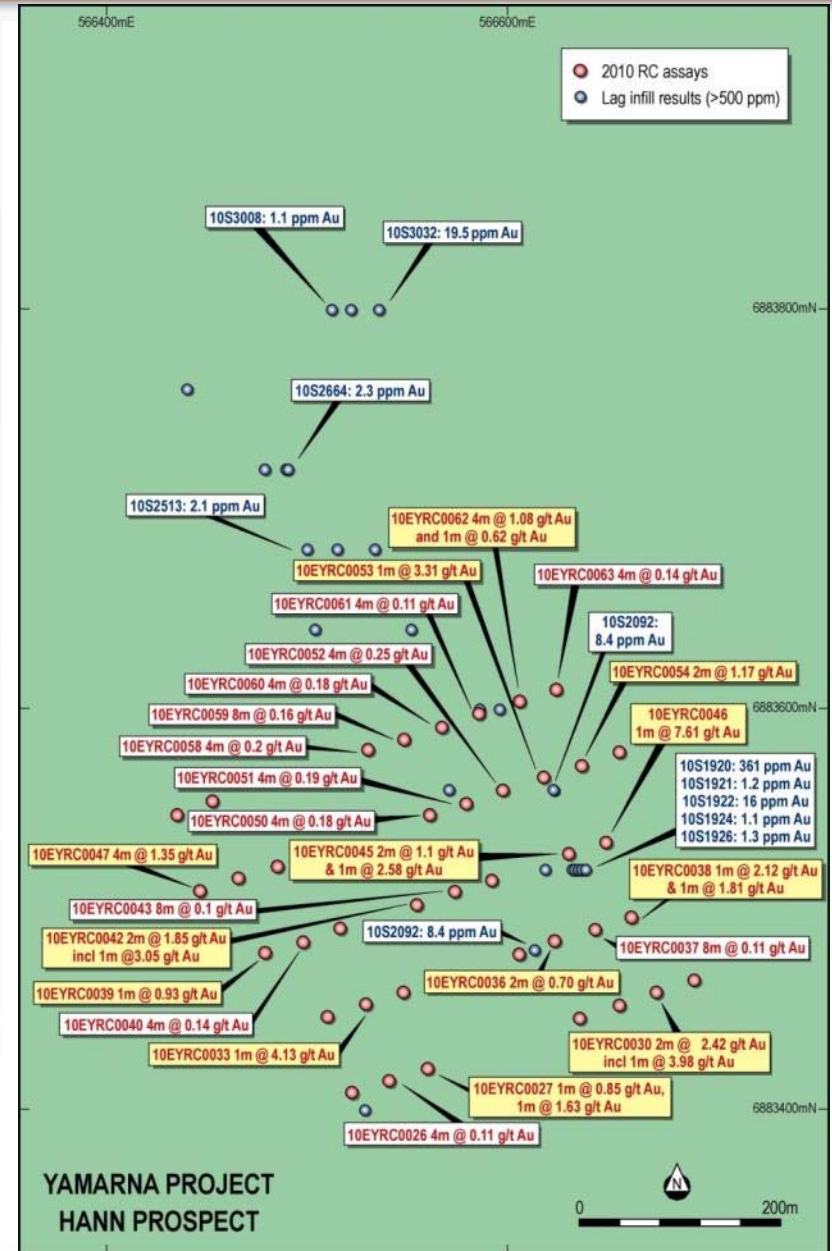 566400mE
566600mE
2010 RC assays
Lag infill results (>500 ppm)
10S3008: 1.1 ppm Au
10S3032: 19.5 ppm Au
6883800mN
10S2664: 2.3 ppm Au
10S2513: 2.1 ppm Au
10EYRC0062 4m @ 1.08 g/t Au
and 1m @ 0.62 g/t Au
10EYRC0053 1m @ 3.31 g/t Au
10EYRC0063 4m @ 0.14 g/t Au
10EYRC0061 4m @ 0.11 g/t Au
10S2092:
8.4 ppm Au
10EYRC0052 4m @ 0.25 g/t Au
10EYRC0054 2m @ 1.17 g/t Au
10EYRC0060 4m @ 0.18 g/t Au
10EYRC0059 8m @ 0.16 g/t Au
6883600mN
10EYRC0046
1m @ 7.61 g/t Au
10EYRC0058 4m @ 0.2 g/t Au
10EYRC0051 4m @ 0.19 g/t Au
10S1920: 361 ppm Au
10S1921: 1.2 ppm Au
10S1922: 16 ppm Au
10S1924: 1.1 ppm Au
10S1926: 1.3 ppm Au
10EYRC0050 4m @ 0.18 g/t Au
10EYRC0047 4m @ 1.35 g/t Au
10EYRC0045 2m @ 1.1 g/t Au
& 1m @ 2.58 g/t Au
10EYRC0038 1m @ 2.12 g/t Au
& 1m @ 1.81 g/t Au
10EYRC0043 8m @ 0.1 g/t Au
10EYRC0042 2m @ 1.85 g/t Au
incl 1m @3.05 g/t Au
10S2092: 8.4 ppm Au
10EYRC0037 8m @ 0.11 g/t Au
10EYRC0036 2m @ 0.70 g/t Au
10EYRC0039 1m @ 0.93 g/t Au
10EYRC0040 4m @ 0.14 g/t Au
10EYRC0033 1m @ 4.13 g/t Au
10EYRC0030 2m @ 2.42 g/t Au
incl 1m @ 3.98 g/t Au
10EYRC0027 1m @ 0.85 g/t Au,
1m @ 1.63 g/t Au
6883400mN
10EYRC0026 4m @ 0.11 g/t Au
YAMARNA PROJECT
HANN PROSPECT
N
0
200m